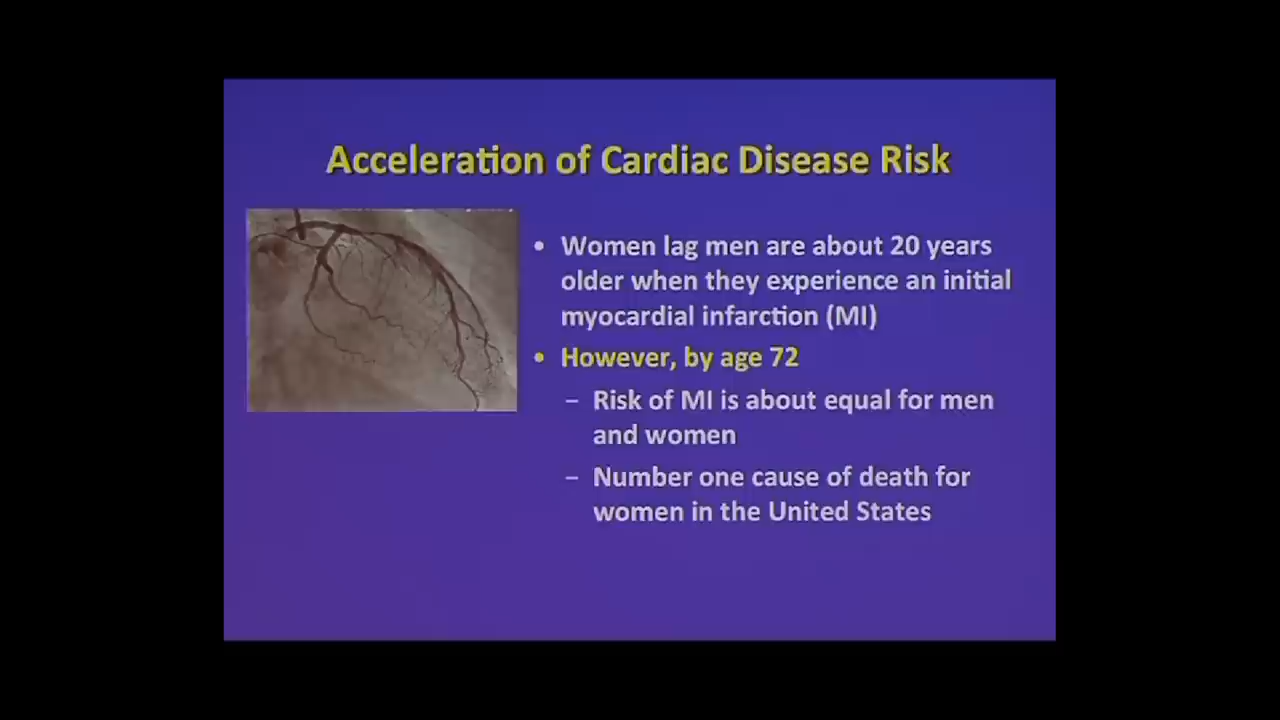 Acceleration of Cardiac Disease Risk
• Women lag men are about 20 years
older when they experience an initial
myocardial infarction (MI)
• However, by age 72
– Risk of MI is about equal for men
and women
– Number one cause of death for
women in the United States